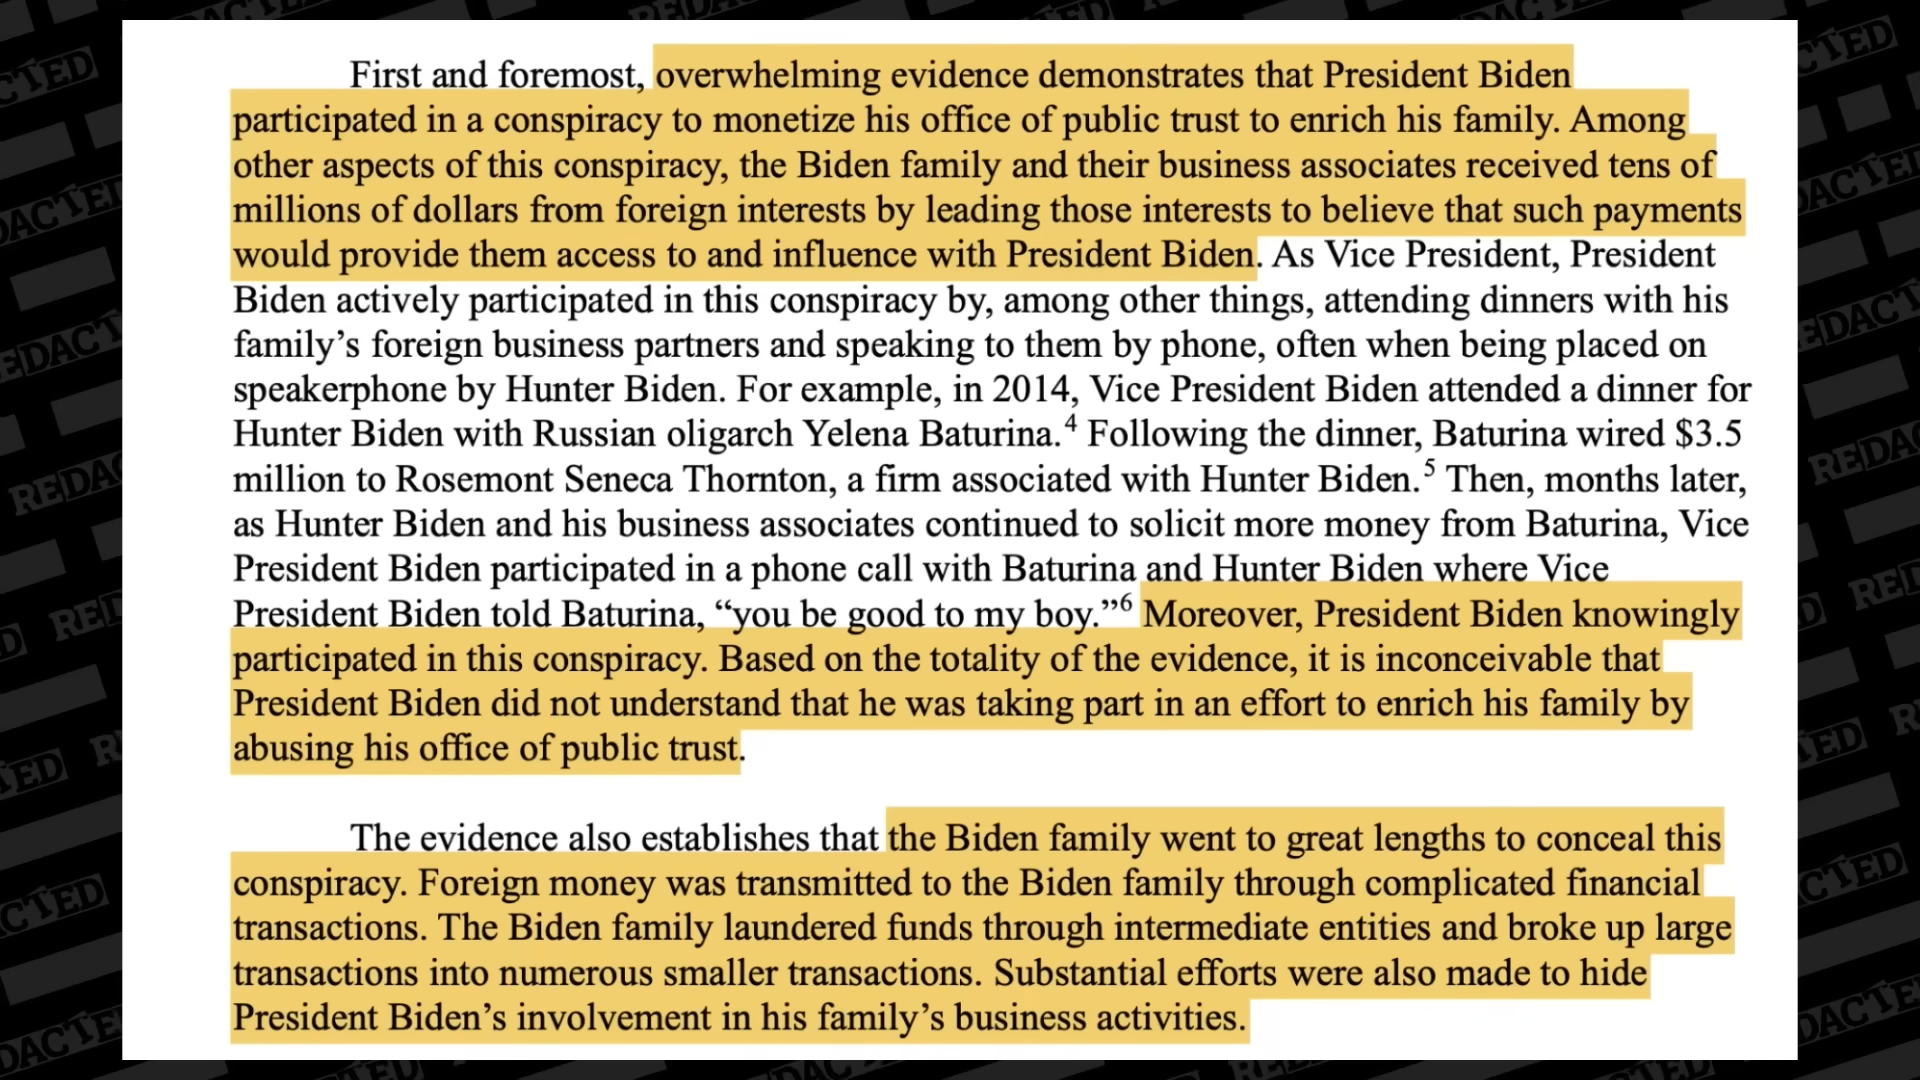 First and foremost, overwhelming evidence demonstrates that President Biden
participated in a conspiracy to monetize his office of public trust to enrich his family. Among
other aspects of this conspiracy, the Biden family and their business associates received tens of
millions of dollars from foreign interests by leading those interests to believe that such payments
would provide them access to and influence with President Biden. As Vice President, President
Biden actively participated in this conspiracy by, among other things, attending dinners with his
family’s foreign business partners and speaking to them by phone, often when being placed on
speakerphone by Hunter Biden. For example, in 2014, Vice President Biden attended a dinner for
Hunter Biden with Russian oligarch Yelena Baturina.⁴ Following the dinner, Baturina wired $3.5
million to Rosemont Seneca Thornton, a firm associated with Hunter Biden.⁵ Then, months later,
as Hunter Biden and his business associates continued to solicit more money from Baturina, Vice
President Biden participated in a phone call with Baturina and Hunter Biden where Vice
President Biden told Baturina, “you be good to my boy.”⁶ Moreover, President Biden knowingly
participated in this conspiracy. Based on the totality of the evidence, it is inconceivable that
President Biden did not understand that he was taking part in an effort to enrich his family by
abusing his office of public trust.
The evidence also establishes that the Biden family went to great lengths to conceal this
conspiracy. Foreign money was transmitted to the Biden family through complicated financial
transactions. The Biden family laundered funds through intermediate entities and broke up large
transactions into numerous smaller transactions. Substantial efforts were also made to hide
President Biden’s involvement in his family’s business activities.